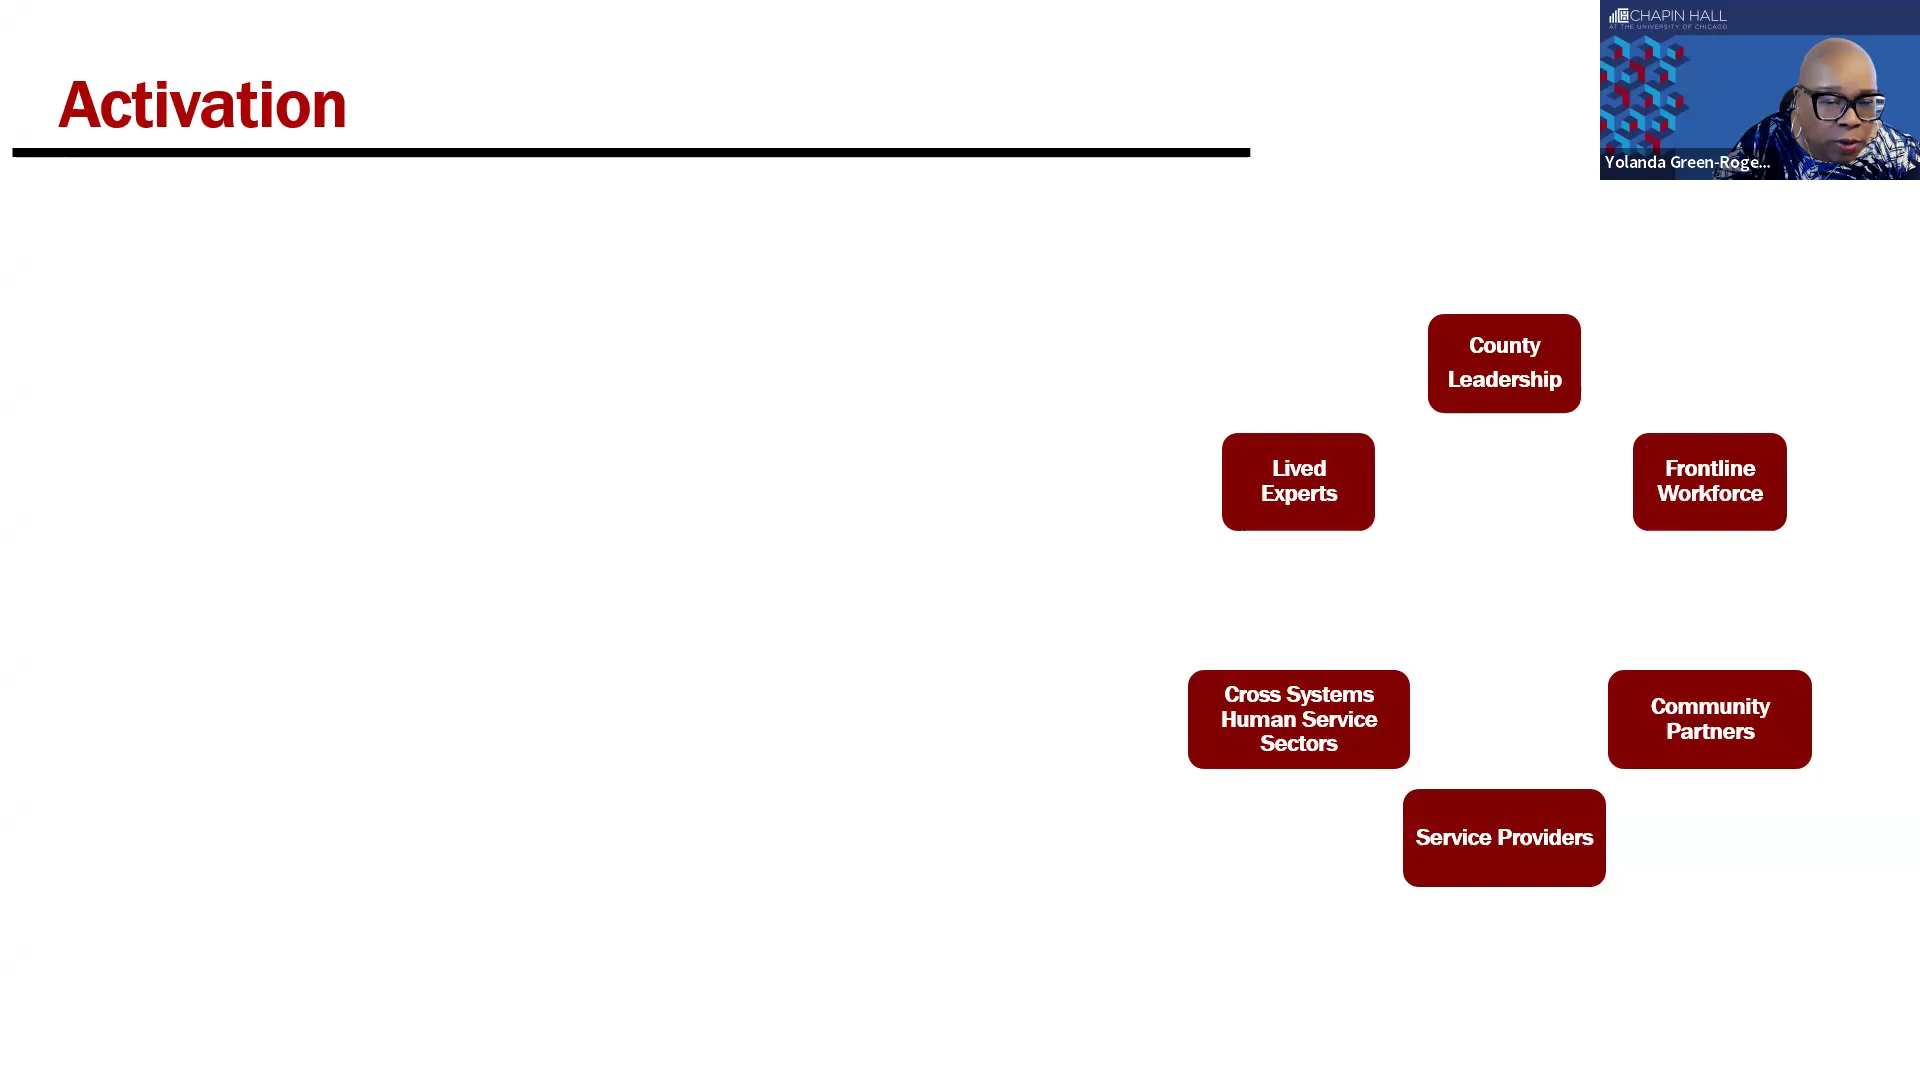 Activation
CHAPIN HALL
AT THE UNIVERSITY OF CHICAGO
Yolanda Green-Roge...
County
Leadership
Lived
Experts
Frontline
Workforce
Cross Systems
Human Service
Sectors
Community
Partners
Service Providers